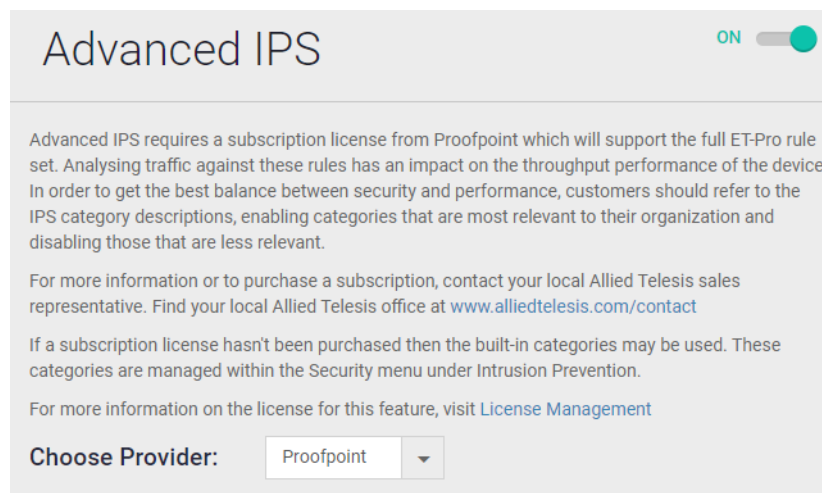 Advanced IPS
ON
Advanced IPS requires a subscription license from Proofpoint which will support the full ET-Pro rule
set. Analysing traffic against these rules has an impact on the throughput performance of the device
In order to get the best balance between security and performance, customers should refer to the
IPS category descriptions, enabling categories that are most relevant to their organization and
disabling those that are less relevant.
For more information or to purchase a subscription, contact your local Allied Telesis sales
representative. Find your local Allied Telesis office at www.alliedtelesis.com/contact
If a subscription license hasn't been purchased then the built-in categories may be used. These
categories are managed within the Security menu under Intrusion Prevention.
For more information on the license for this feature, visit License Management
Choose Provider: Proofpoint